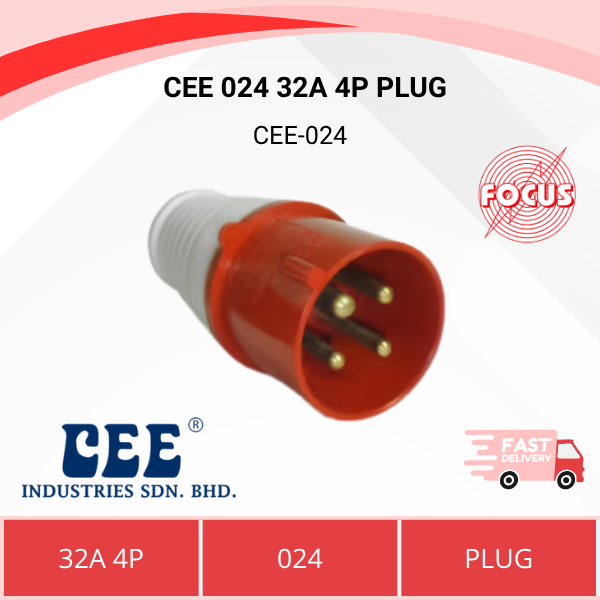 CEE 024 32A 4P PLUG
CEE-024
FOCUS
CEE®
INDUSTRIES SDN. BHD.
FAST
DELIVERY
32A 4P
024
PLUG